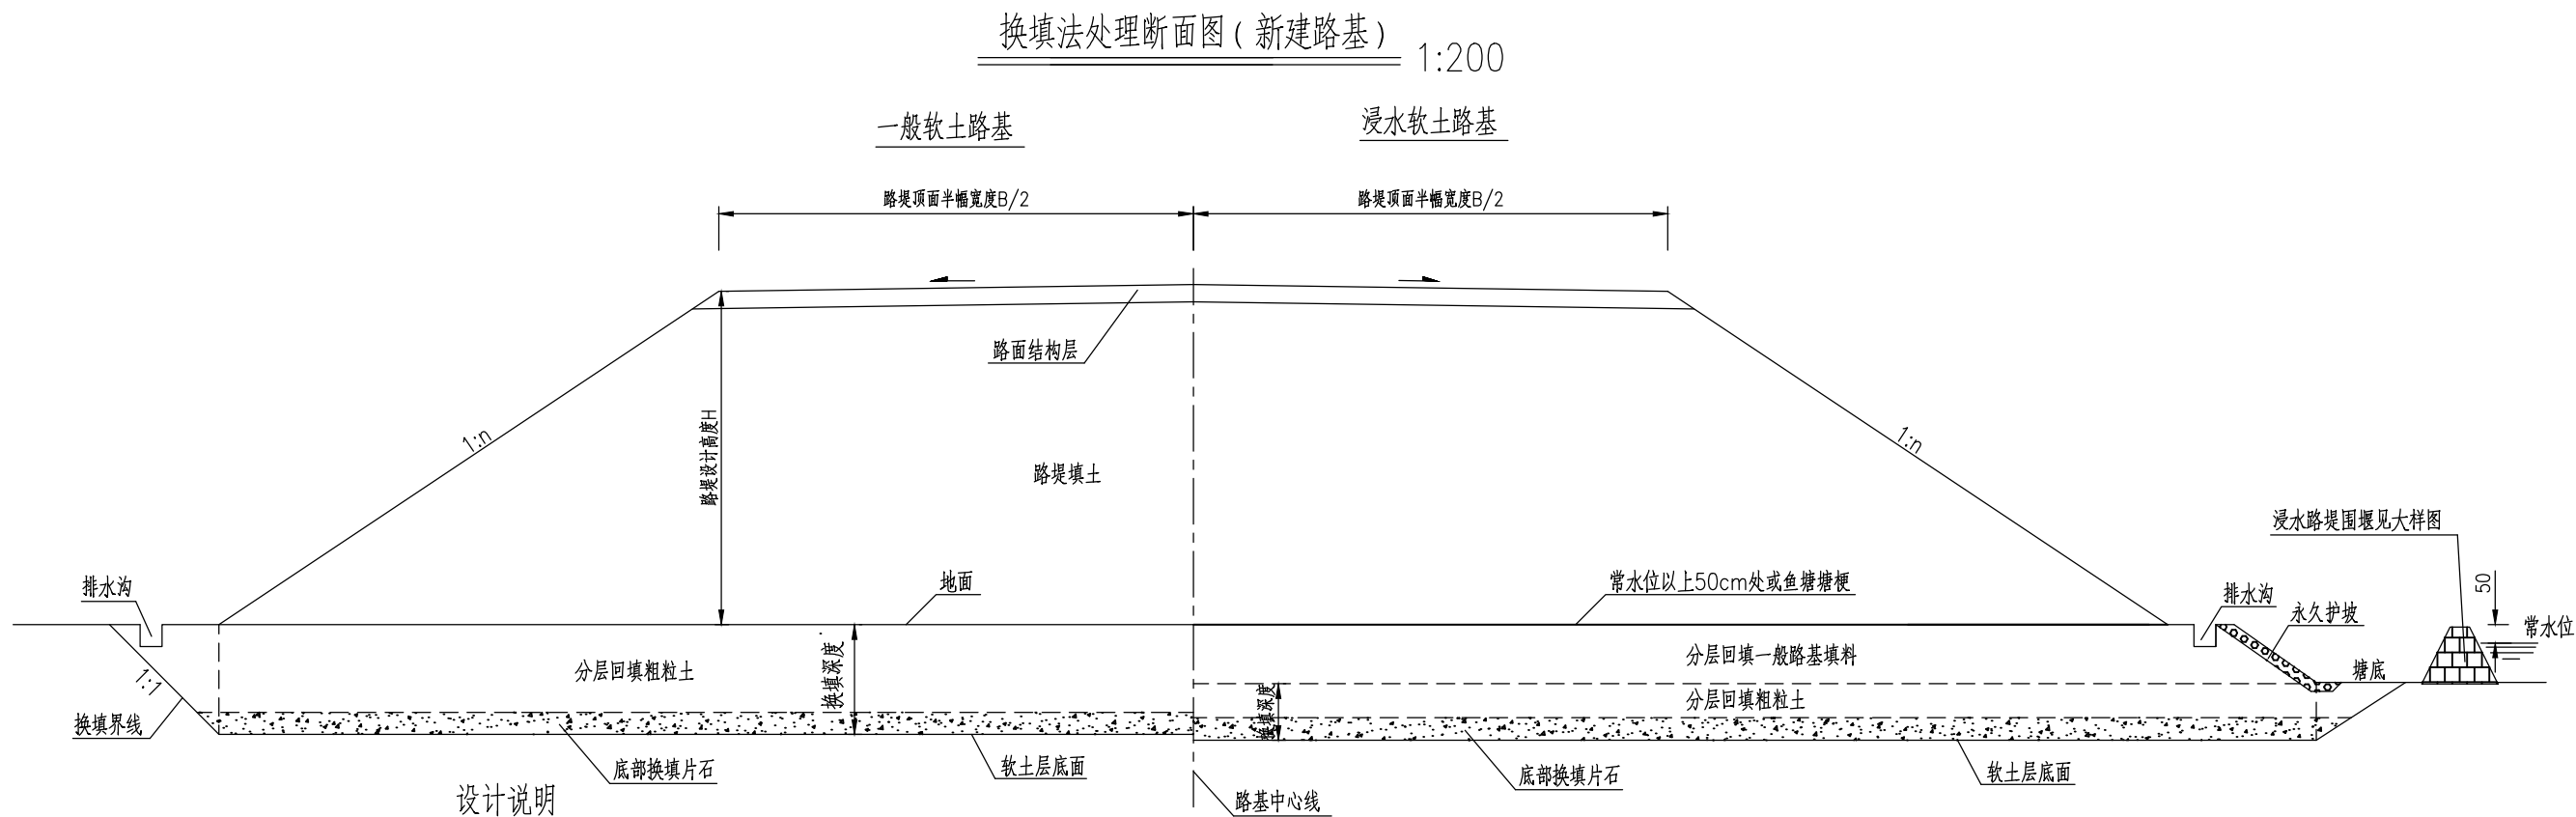 换填法处理断面图(新建路基) 1:200
一般软土路基
浸水软土路基
路堤顶面半幅宽度B/2
路堤顶面半幅宽度B/2
路面结构层
1:n
路堤设计高度H
1:n
路堤填土
浸水路堤围堰见大样图
排水沟
地面
常水位以上50cm处或鱼塘塘梗
排水沟
永久护坡
50
常水位
1:1
分层回填粗粒土
换填深度
分层回填一般路基填料
塘底
换填界线
换填深度
分层回填粗粒土
底部换填片石
软土层底面
底部换填片石
软土层底面
设计说明
路基中心线